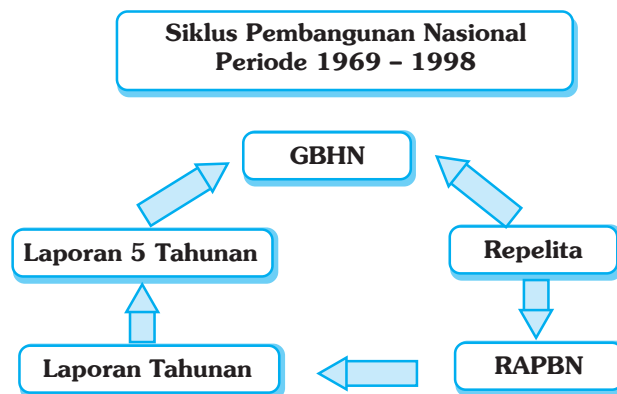 Siklus Pembangunan Nasional
Periode 1969 – 1998
GBHN
Laporan 5 Tahunan
Repelita
Laporan Tahunan
RAPBN